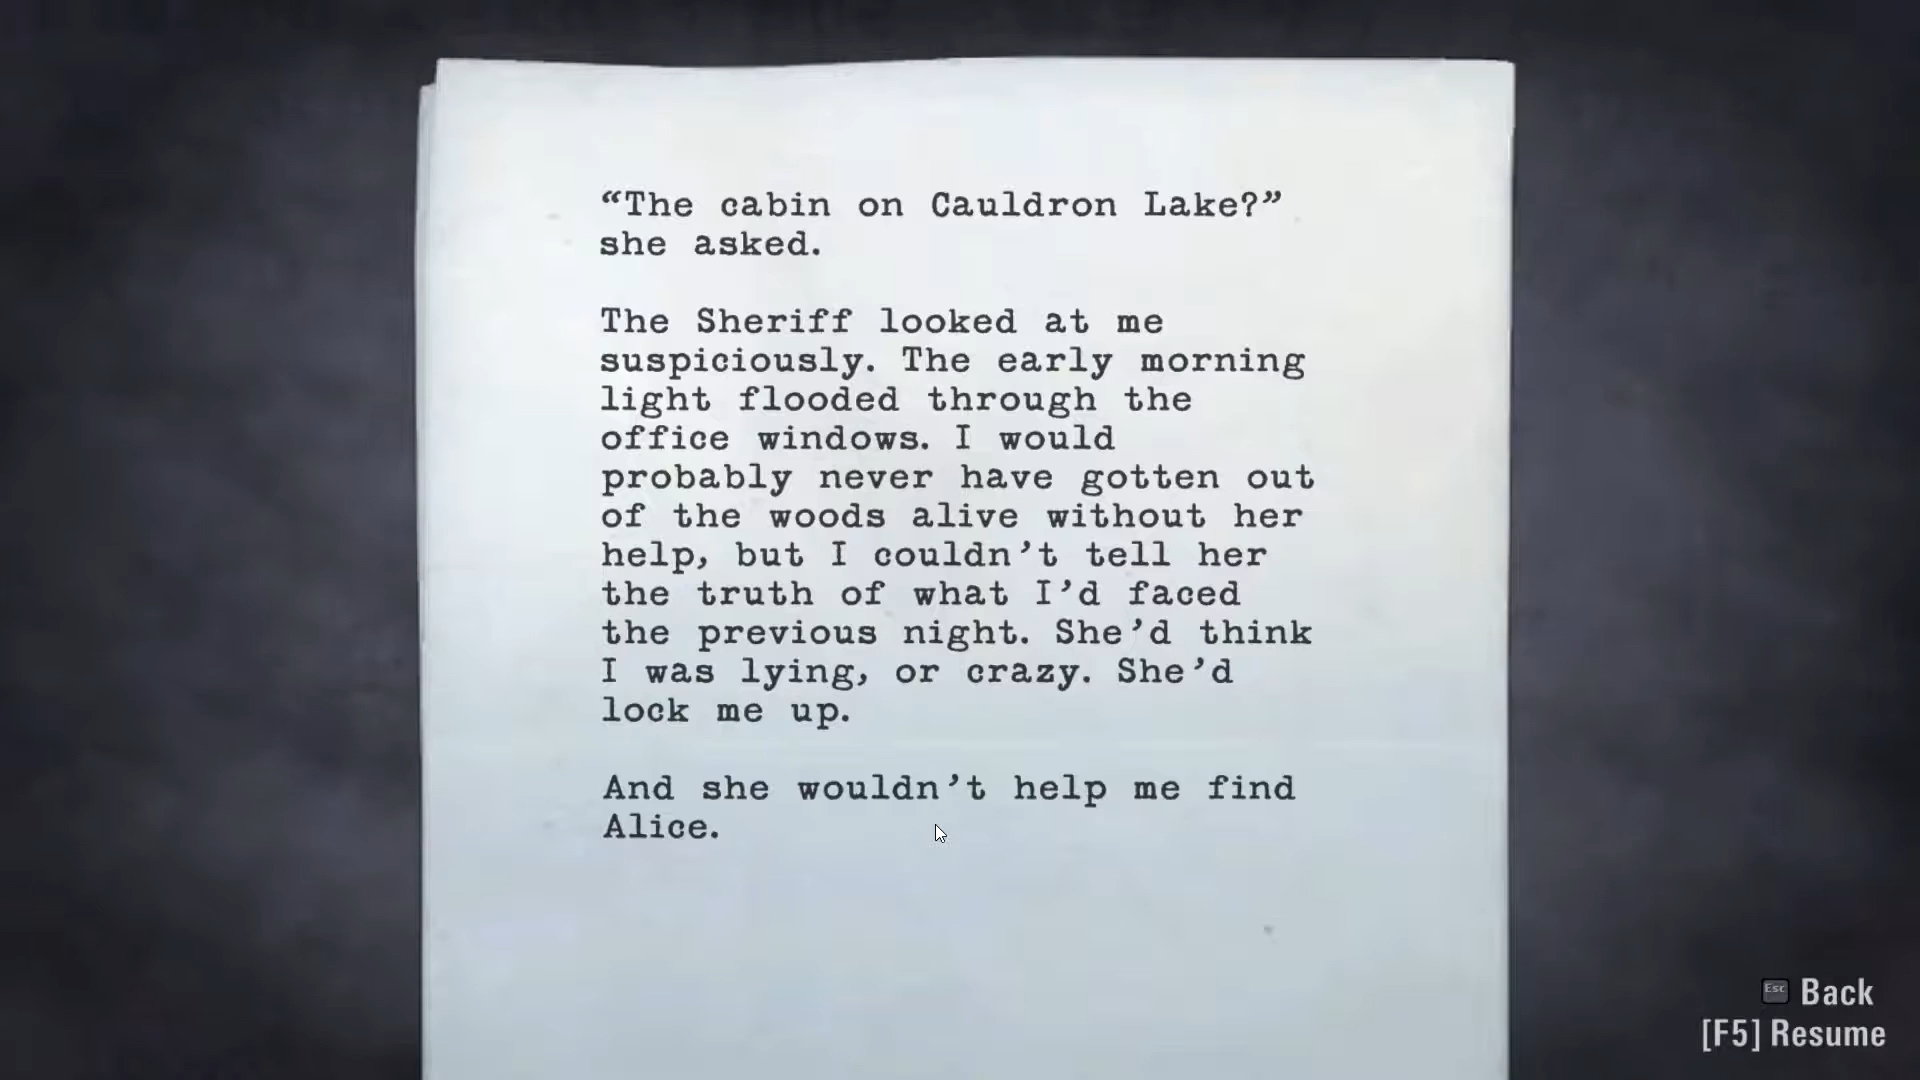 “The cabin on Cauldron Lake?”
she asked.
The Sheriff looked at me
suspiciously. The early morning
light flooded through the
office windows. I would
probably never have gotten out
of the woods alive without her
help, but I couldn’t tell her
the truth of what I’d faced
the previous night. She’d think
I was lying, or crazy. She’d
lock me up.
And she wouldn’t help me find
Alice.
Esc Back
[F5] Resume